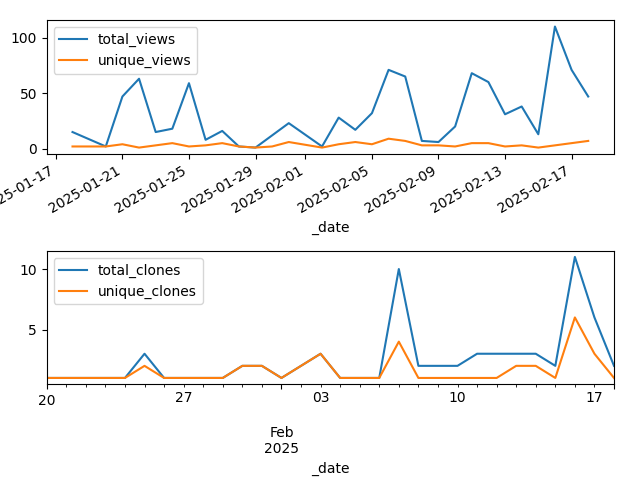 total_views
unique_views
100
50
0
25-01-17
2025-01-21
2025-01-25
2025-01-29
2025-02-01
2025-02-05
2025-02-09
2025-02-13
2025-02-17
_date
total_clones
unique_clones
10
5
20 27 03 10 17
Feb
2025
_date